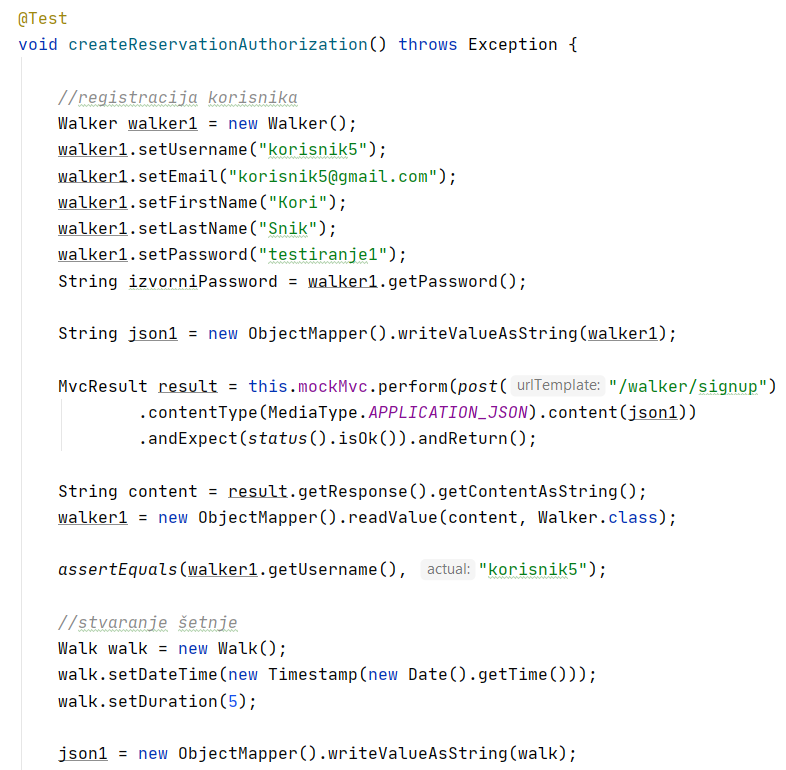 @Test
void createReservationAuthorization() throws Exception {
//registracija korisnika
Walker walker1 = new Walker();
walker1.setUsername("korisnik5");
walker1.setEmail("korisnik5@gmail.com");
walker1.setFirstName("Kori");
walker1.setLastName("Snik");
walker1.setPassword("testiranje1");
String izvorniPassword = walker1.getPassword();
String json1 = new ObjectMapper().writeValueAsString(walker1);
MvcResult result = this.mockMvc.perform(post( urlTemplate: "/walker/signup")
.contentType(MediaType.APPLICATION_JSON).content(json1))
.andExpect(status().isOk()).andReturn();
String content = result.getResponse().getContentAsString();
walker1 = new ObjectMapper().readValue(content, Walker.class);
assertEquals(walker1.getUsername(), actual: "korisnik5");
//stvaranje šetnje
Walk walk = new Walk();
walk.setDateTime(new Timestamp(new Date().getTime()));
walk.setDuration(5);
json1 = new ObjectMapper().writeValueAsString(walk);